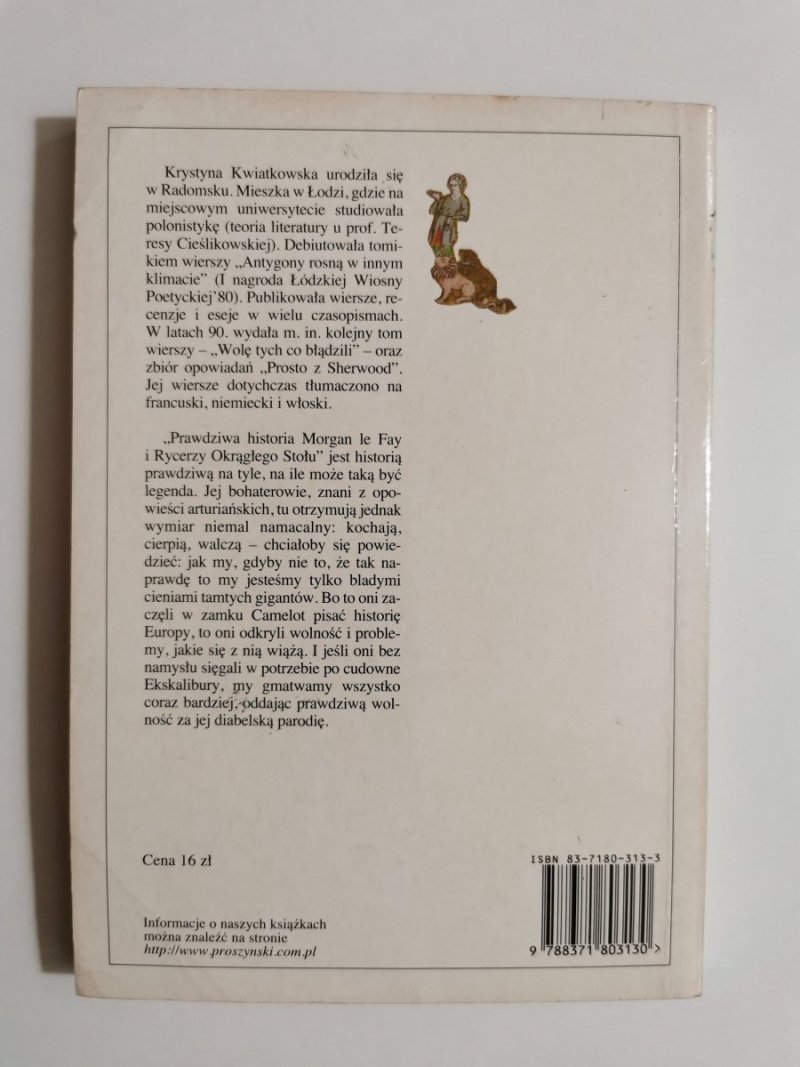 Krystyna Kwiatkowska urodziła się
w Radomsku. Mieszka w Łodzi, gdzie na
miejscowym uniwersytecie studiowała
polonistykę (teoria literatury u prof. Te-
resy Cieślikowskiej). Debiutowała tomi-
kiem wierszy „Antygony rosną w innym
klimacie” (I nagroda Łódzkiej Wiosny
Poetyckiej’80). Publikowała wiersze, re-
cenzje i eseje w wielu czasopismach.
W latach 90. wydała m. in. kolejny tom
wierszy – „Wolę tych co błądzili” – oraz
zbiór opowiadań „Prosto z Sherwood”.
Jej wiersze dotychczas tłumaczono na
francuski, niemiecki i włoski.
„Prawdziwa historia Morgan le Fay
i Rycerzy Okrągłego Stołu” jest historią
prawdziwą na tyle, na ile może taką być
legenda. Jej bohaterowie, znani z opo-
wieści arturiańskich, tu otrzymują jednak
wymiar niemal namacalny: kochają,
cierpią, walczą – chciałoby się powie-
dzieć: jak my, gdyby nie to, że tak na-
prawdę to my jesteśmy tylko bladymi
cieniami tamtych gigantów. Bo to oni za-
częli w zamku Camelot pisać historię
Europy, to oni odkryli wolność i proble-
my, jakie się z nią wiążą. I jeśli oni bez
namysłu sięgali w potrzebie po cudowne
Ekskalibury, my gmatwamy wszystko
coraz bardziej, oddając prawdziwą wol-
ność za jej diabelską parodię.
Cena 16 zł
ISBN 83-7180-313-3
9 788371 803130 >
Informacje o naszych książkach
można znaleźć na stronie
http://www.proszynski.com.pl